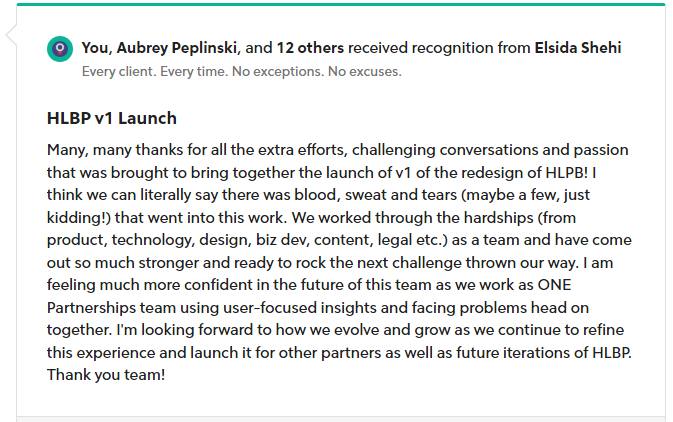 You, Aubrey Peplinski, and 12 others received recognition from Elsida Shehi
Every client. Every time. No exceptions. No excuses.
HLBP v1 Launch
Many, many thanks for all the extra efforts, challenging conversations and passion
that was brought to bring together the launch of v1 of the redesign of HLPB! I
think we can literally say there was blood, sweat and tears (maybe a few, just
kidding!) that went into this work. We worked through the hardships (from
product, technology, design, biz dev, content, legal etc.) as a team and have come
out so much stronger and ready to rock the next challenge thrown our way. I am
feeling much more confident in the future of this team as we work as ONE
Partnerships team using user-focused insights and facing problems head on
together. I'm looking forward to how we evolve and grow as we continue to refine
this experience and launch it for other partners as well as future iterations of HLBP.
Thank you team!